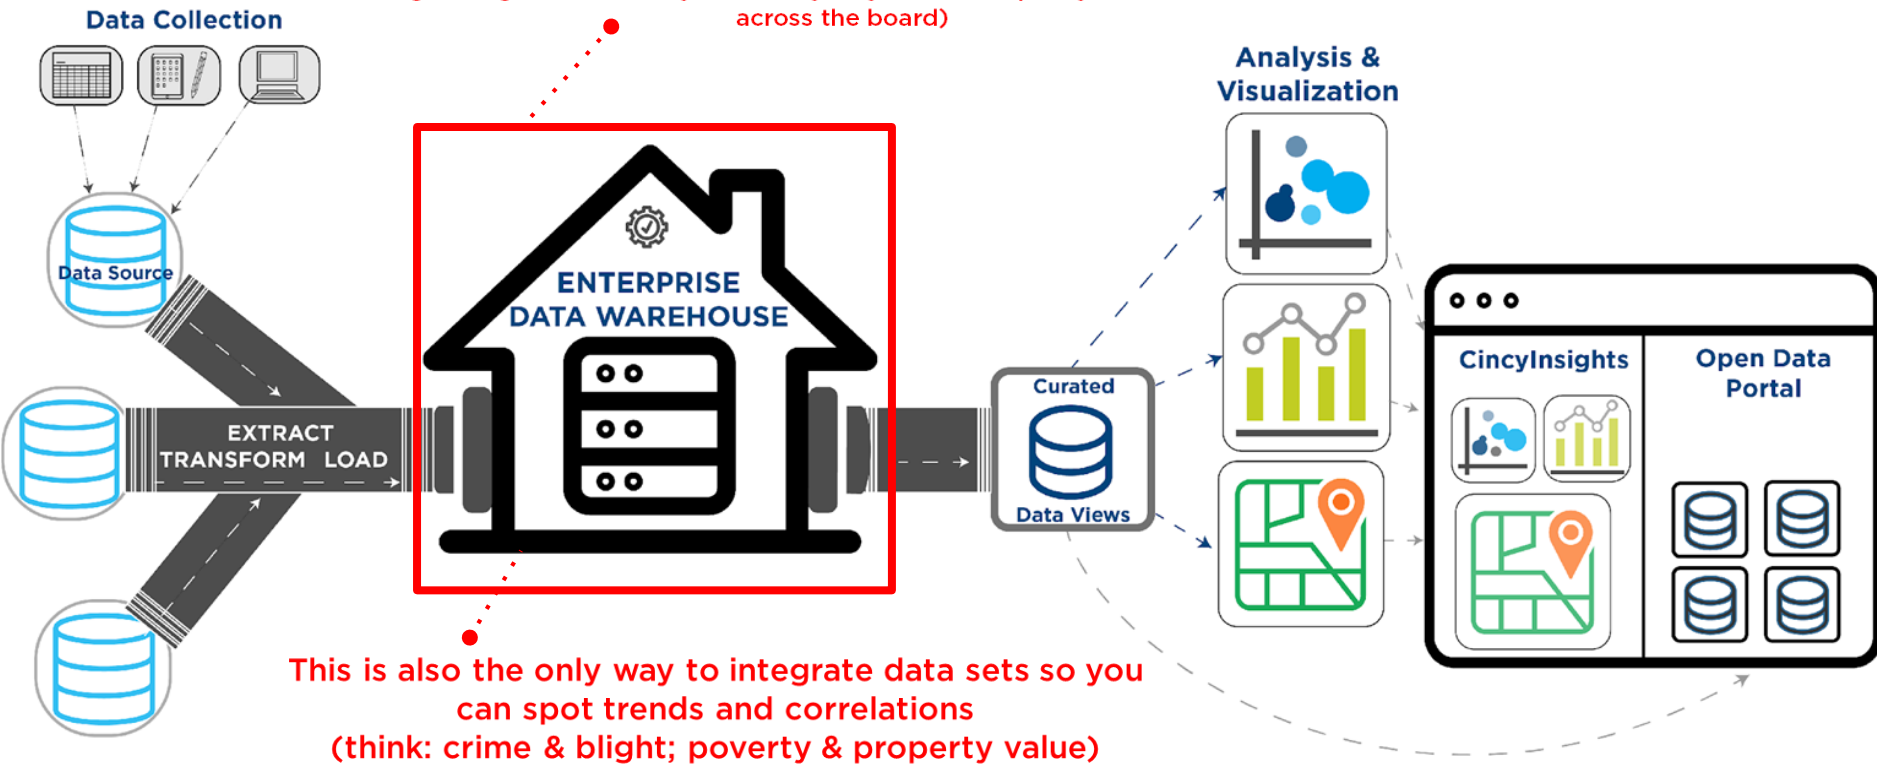 Data Collection
across the board)
Analysis &
Visualization
Data Source
ENTERPRISE
DATA WAREHOUSE
EXTRACT
TRANSFORM LOAD
Curated
Data Views
CincyInsights
Open Data
Portal
This is also the only way to integrate data sets so you
can spot trends and correlations
(think: crime & blight; poverty & property value)